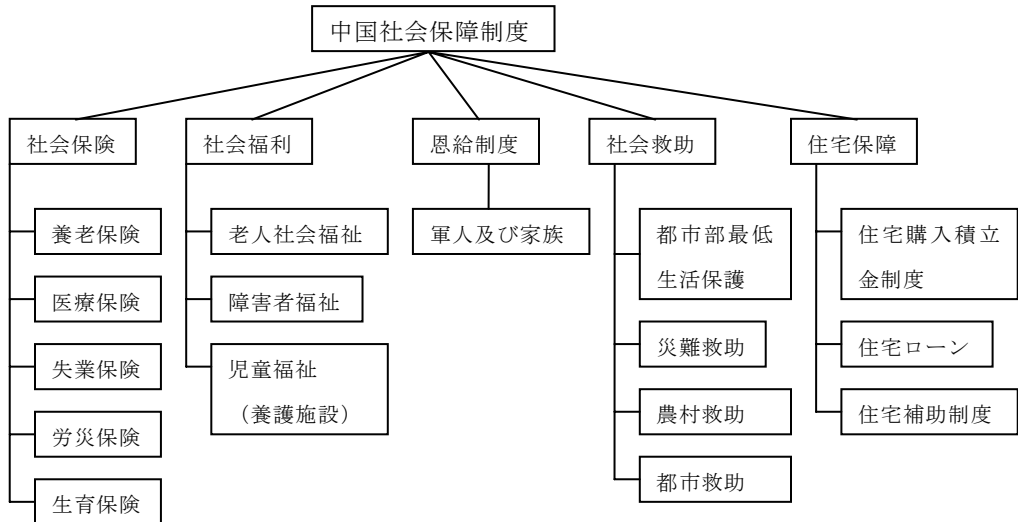 中国社会保障制度
社会保険
社会福利
恩給制度
社会救助
住宅保障
養老保険
医療保険
失業保険
労災保険
生育保険
老人社会福祉
障害者福祉
児童福祉
（養護施設）
軍人及び家族
都市部最低
生活保護
災難救助
農村救助
都市救助
住宅購入積立
金制度
住宅ローン
住宅補助制度